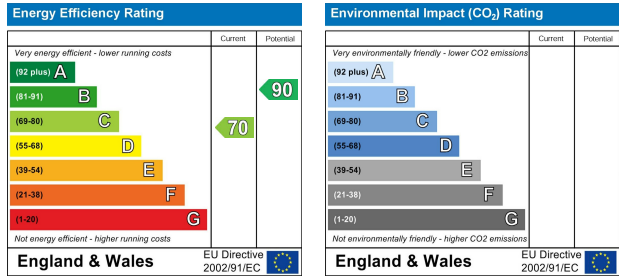 Energy Efficiency Rating
Current Potential
Very energy efficient - lower running costs
(92 plus) A
(81-91) B
90
(69-80) C
70
(55-68) D
(39-54) E
(21-38) F
(1-20) G
Not energy efficient - higher running costs
England & Wales
EU Directive
2002/91/EC
Environmental Impact (CO₂) Rating
Current Potential
Very environmentally friendly - lower CO2 emissions
(92 plus) A
(81-91) B
(69-80) C
(55-68) D
(39-54) E
(21-38) F
(1-20) G
Not environmentally friendly - higher CO2 emissions
England & Wales
EU Directive
2002/91/EC